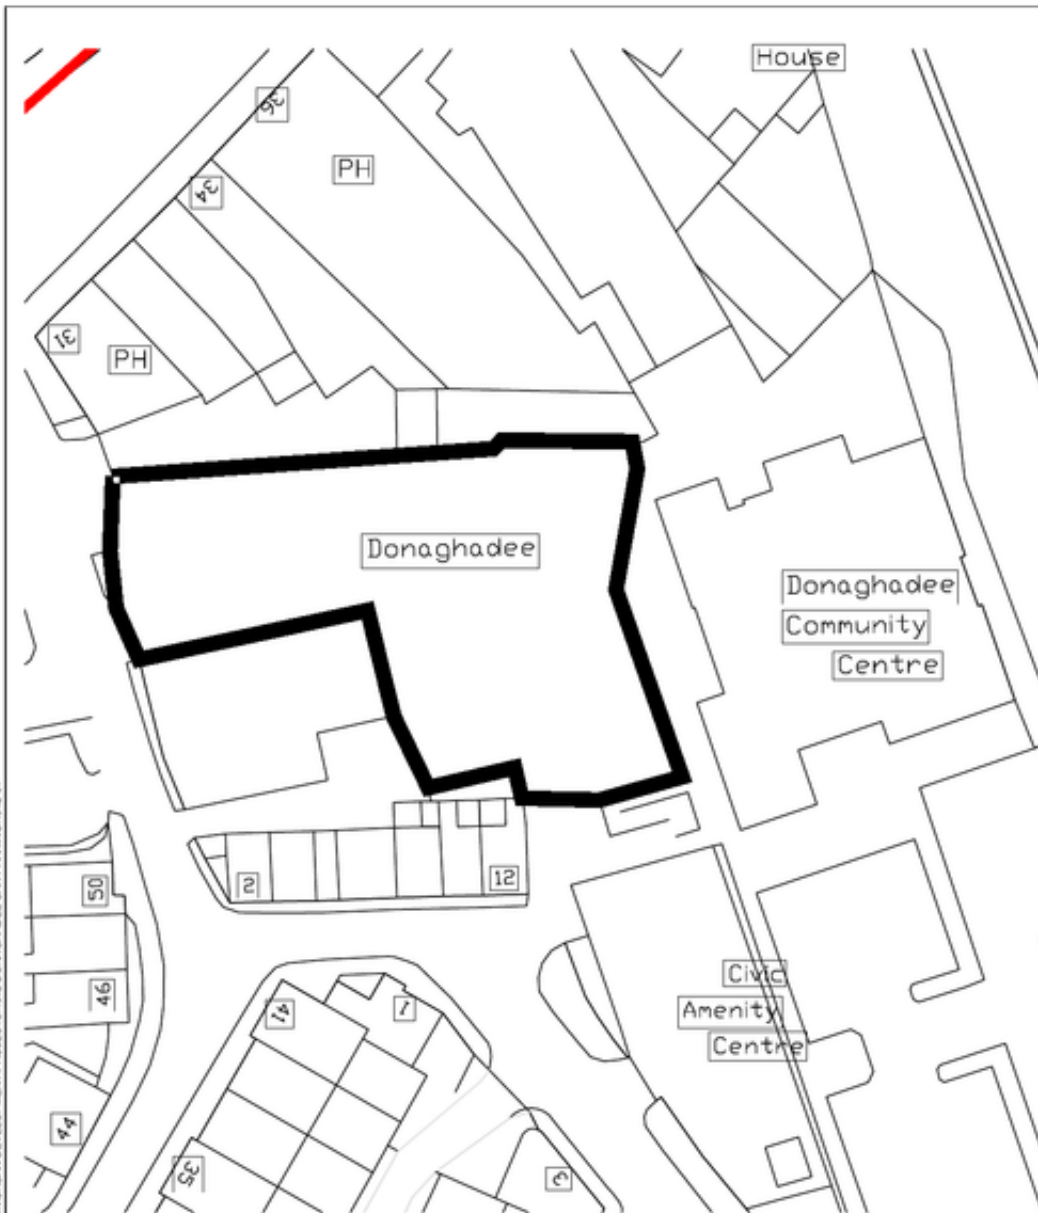 House
36
PH
34
31
PH
Donaghadee
Donaghadee
Community
Centre
2
12
50
46
Civic
Amenity
Centre
41
1
44
35
3